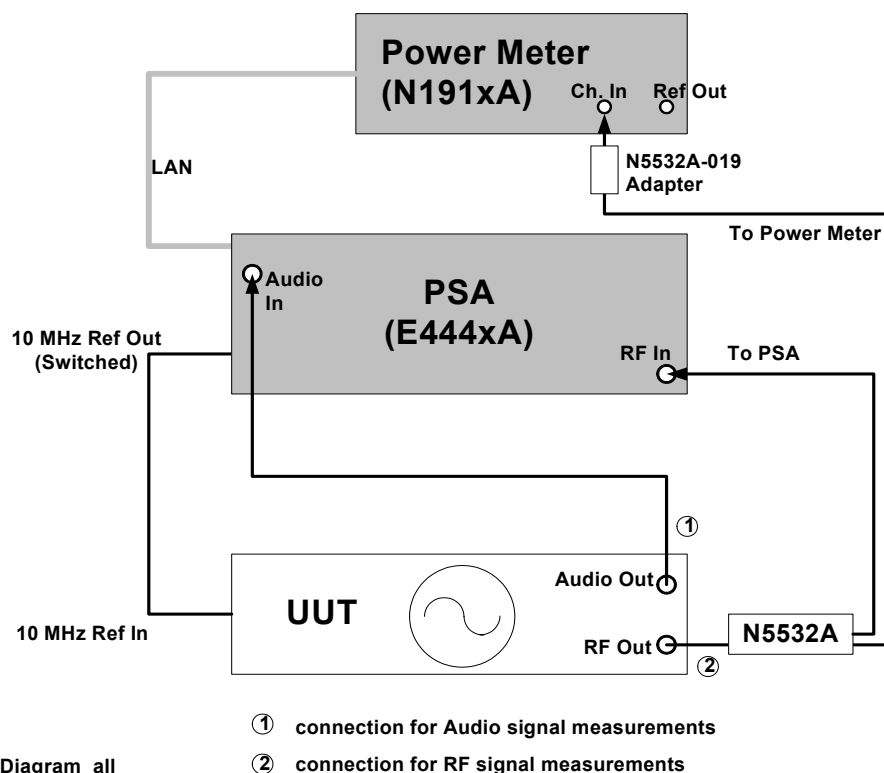 Power Meter
(N191xA)
Ch. In
Ref Out
N5532A-019
Adapter
LAN
To Power Meter
Audio
In
PSA
(E444xA)
10 MHz Ref Out
(Switched)
RF In
To PSA
1
UUT
Audio Out
RF Out
N5532A
10 MHz Ref In
2
1 connection for Audio signal measurements
2 connection for RF signal measurements
Diagram_all